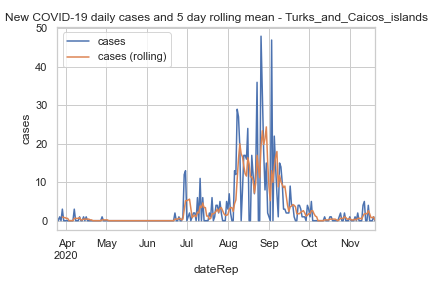 New COVID-19 daily cases and 5 day rolling mean - Turks_and_Caicos_islands
cases
cases (rolling)
cases
50
40
30
20
10
0
Apr May Jun Jul Aug Sep Oct Nov
2020
dateRep